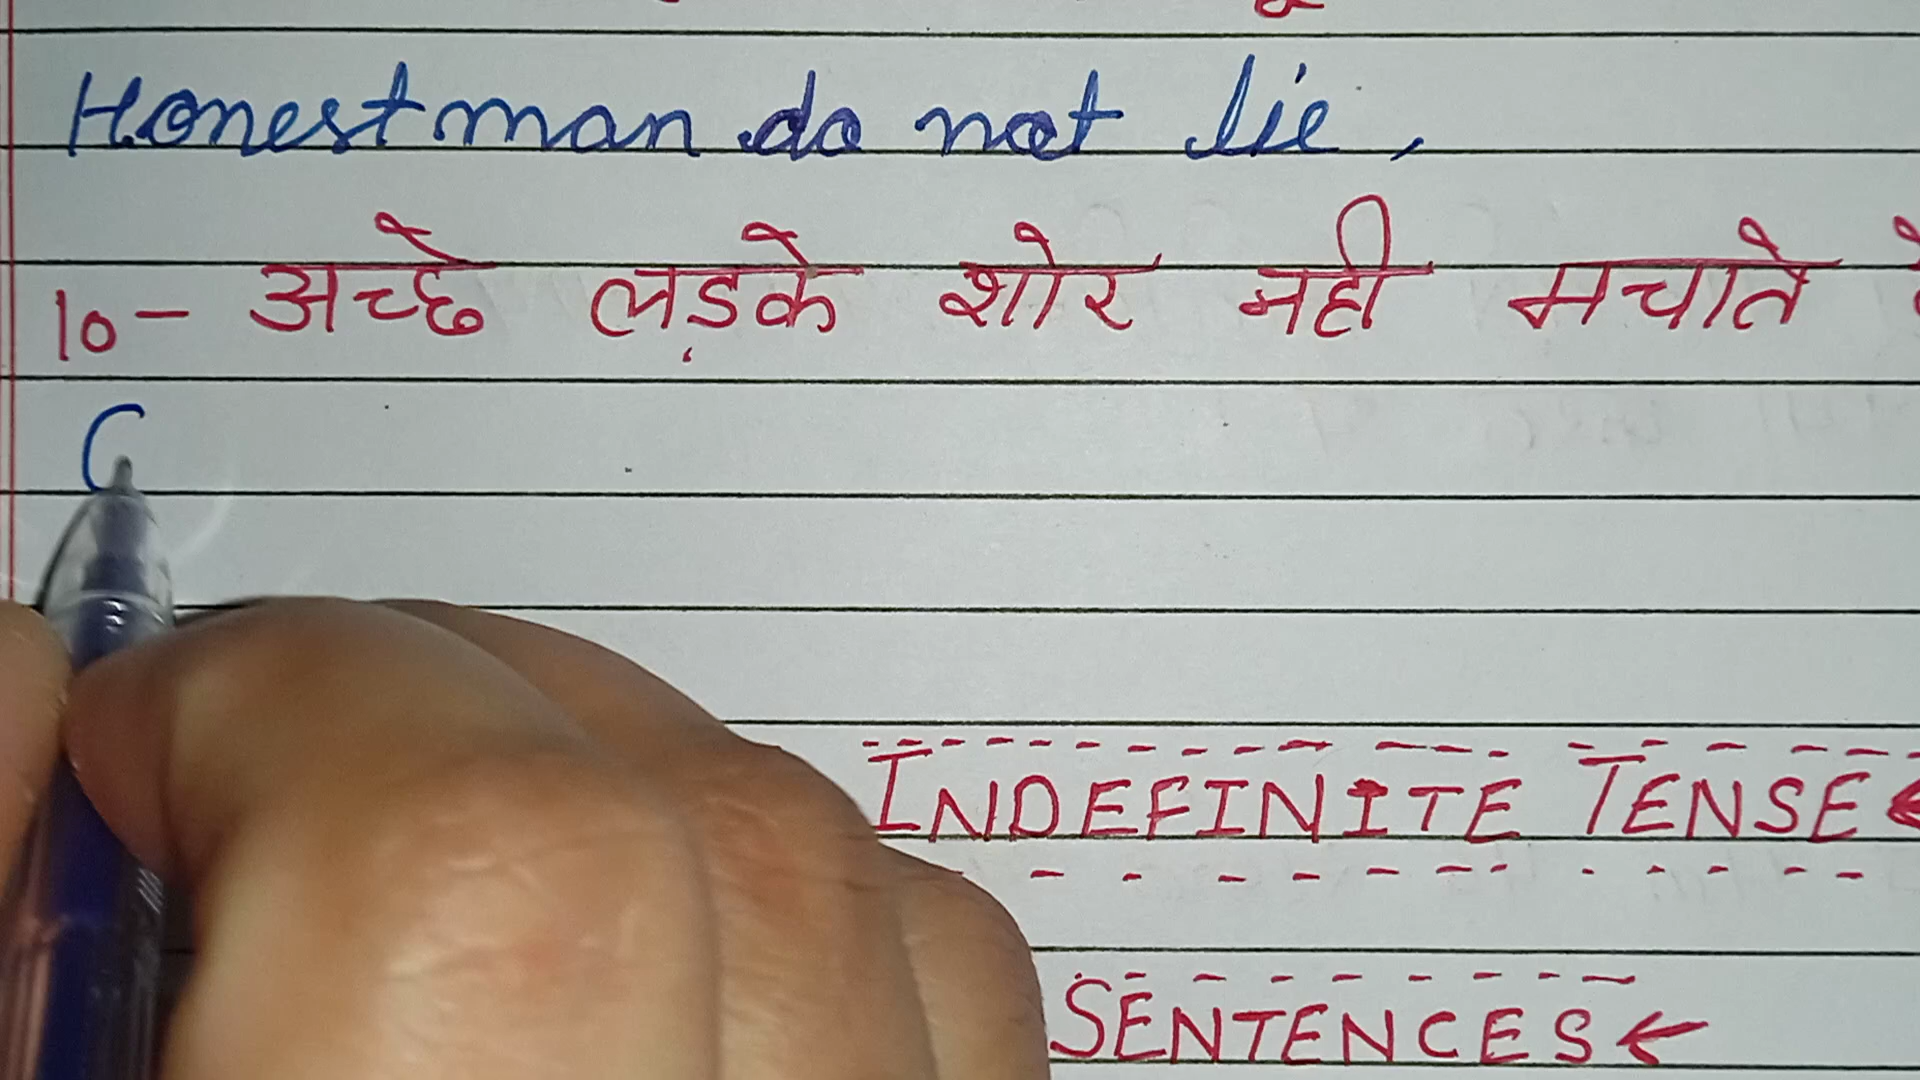 Honest man do not lie,
10- अच्छे लड़के शोर नही मचाते
INDEFINITE TENSE
SENTENCES